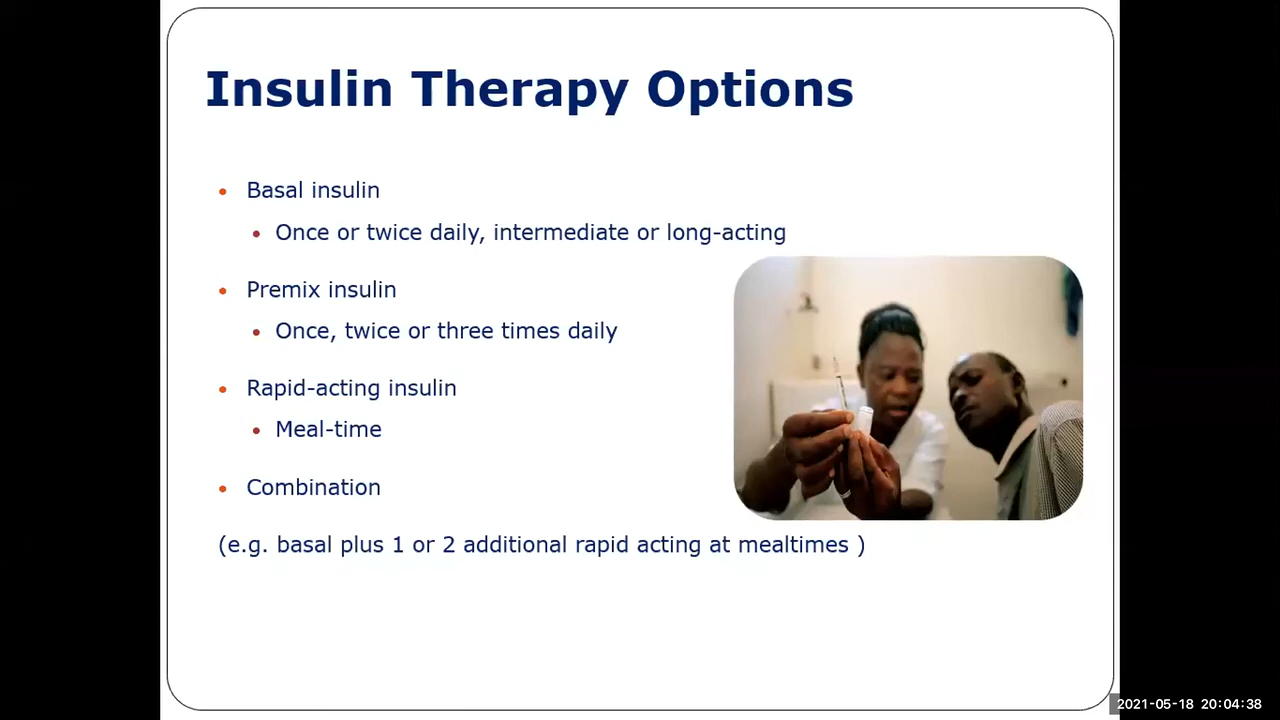 Insulin Therapy Options
Basal insulin
Once or twice daily, intermediate or long-acting
Premix insulin
Once, twice or three times daily
Rapid-acting insulin
Meal-time
Combination
(e.g. basal plus 1 or 2 additional rapid acting at mealtimes )
2021-05-18 20:04:38